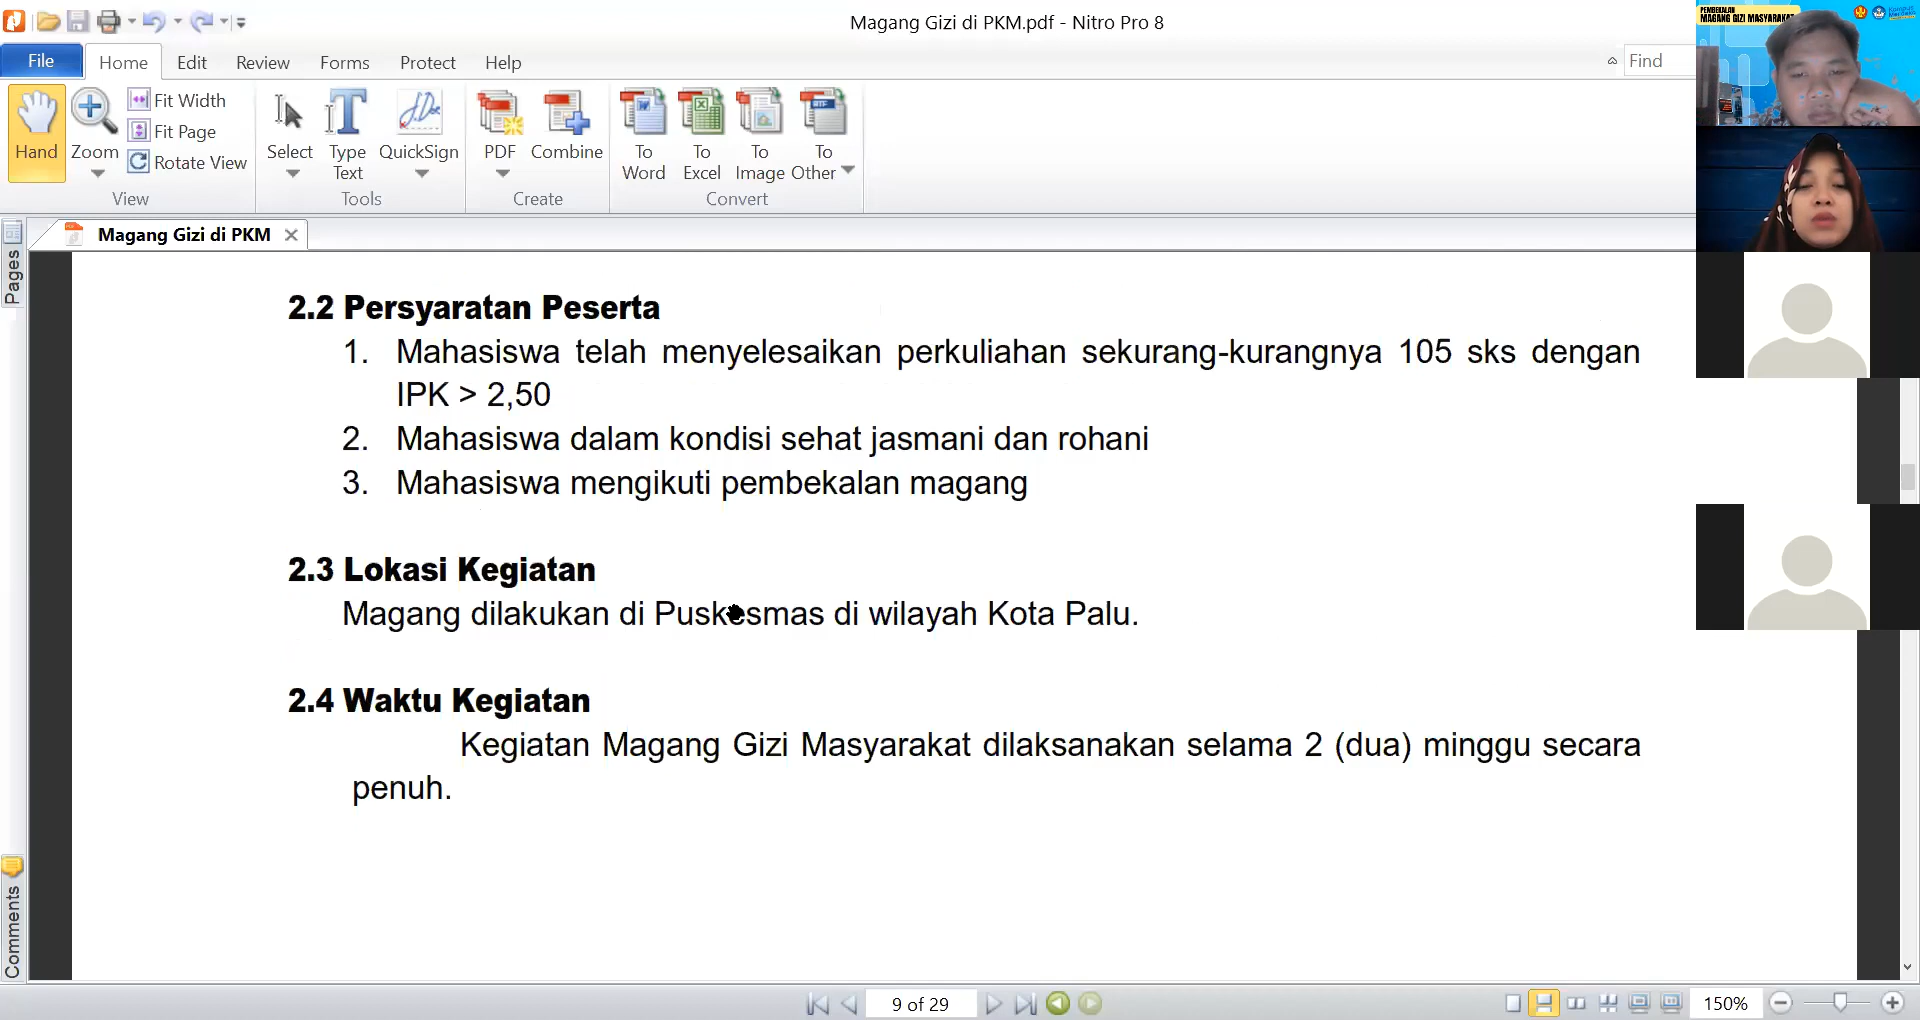 Magang Gizi di PKM.pdf - Nitro Pro 8
File Home Edit Review Forms Protect Help
Find
Hand
Zoom
Fit Width
Fit Page
Rotate View
View
Select
Type Text
QuickSign
Tools
PDF
Combine
Create
To Word
To Excel
To Image
To Other
Convert
Magang Gizi di PKM
Pages
Comments
2.2 Persyaratan Peserta
1. Mahasiswa telah menyelesaikan perkuliahan sekurang-kurangnya 105 sks dengan
IPK > 2,50
2. Mahasiswa dalam kondisi sehat jasmani dan rohani
3. Mahasiswa mengikuti pembekalan magang
2.3 Lokasi Kegiatan
Magang dilakukan di Puskesmas di wilayah Kota Palu.
2.4 Waktu Kegiatan
Kegiatan Magang Gizi Masyarakat dilaksanakan selama 2 (dua) minggu secara
penuh.
9 of 29
150%
PEMBEKALAN
MAGANG GIZI MASYARAKAT